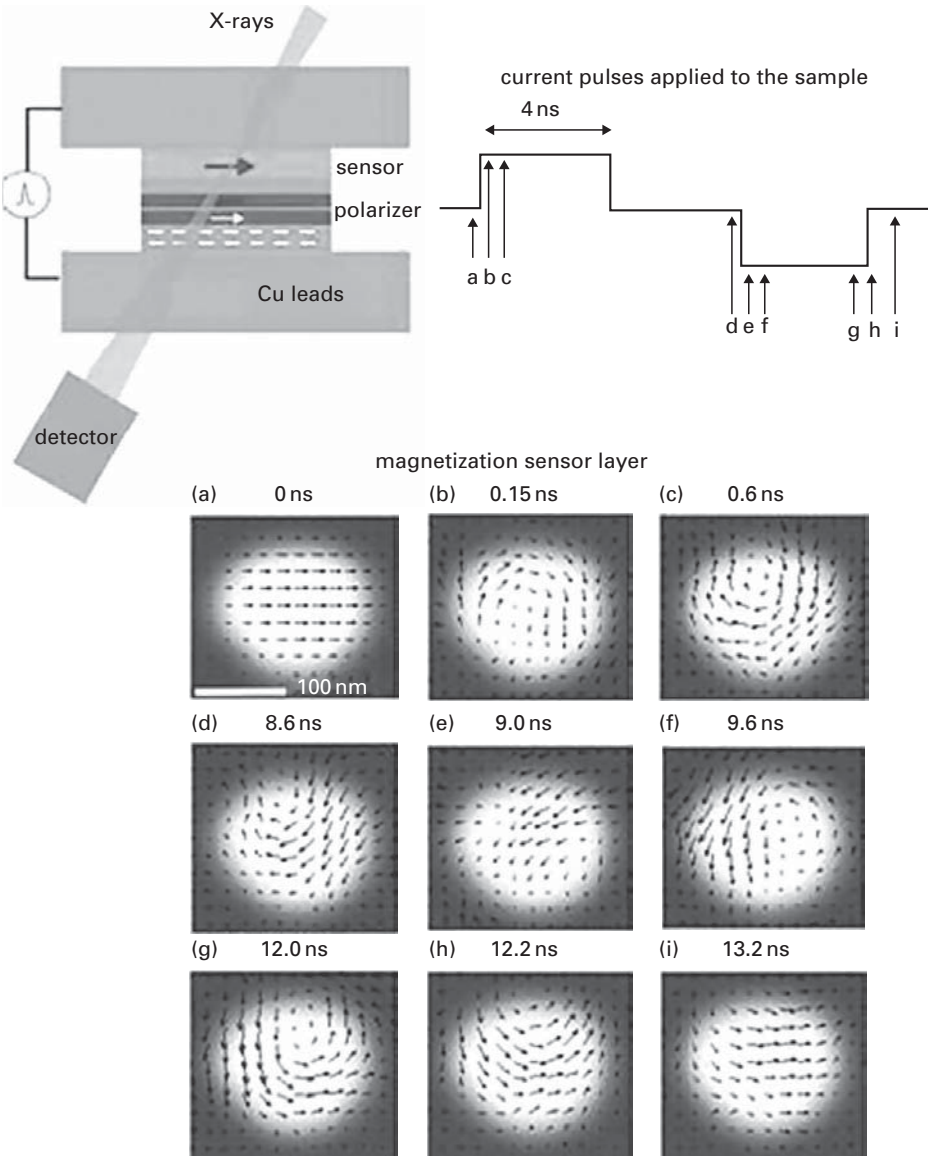 X-rays
current pulses applied to the sample
4 ns
sensor
polarizer
a b c
Cu leads
d e f g h i
detector
magnetization sensor layer
(a) 0 ns (b) 0.15 ns (c) 0.6 ns
100 nm
(d) 8.6 ns (e) 9.0 ns (f) 9.6 ns
(g) 12.0 ns (h) 12.2 ns (i) 13.2 ns